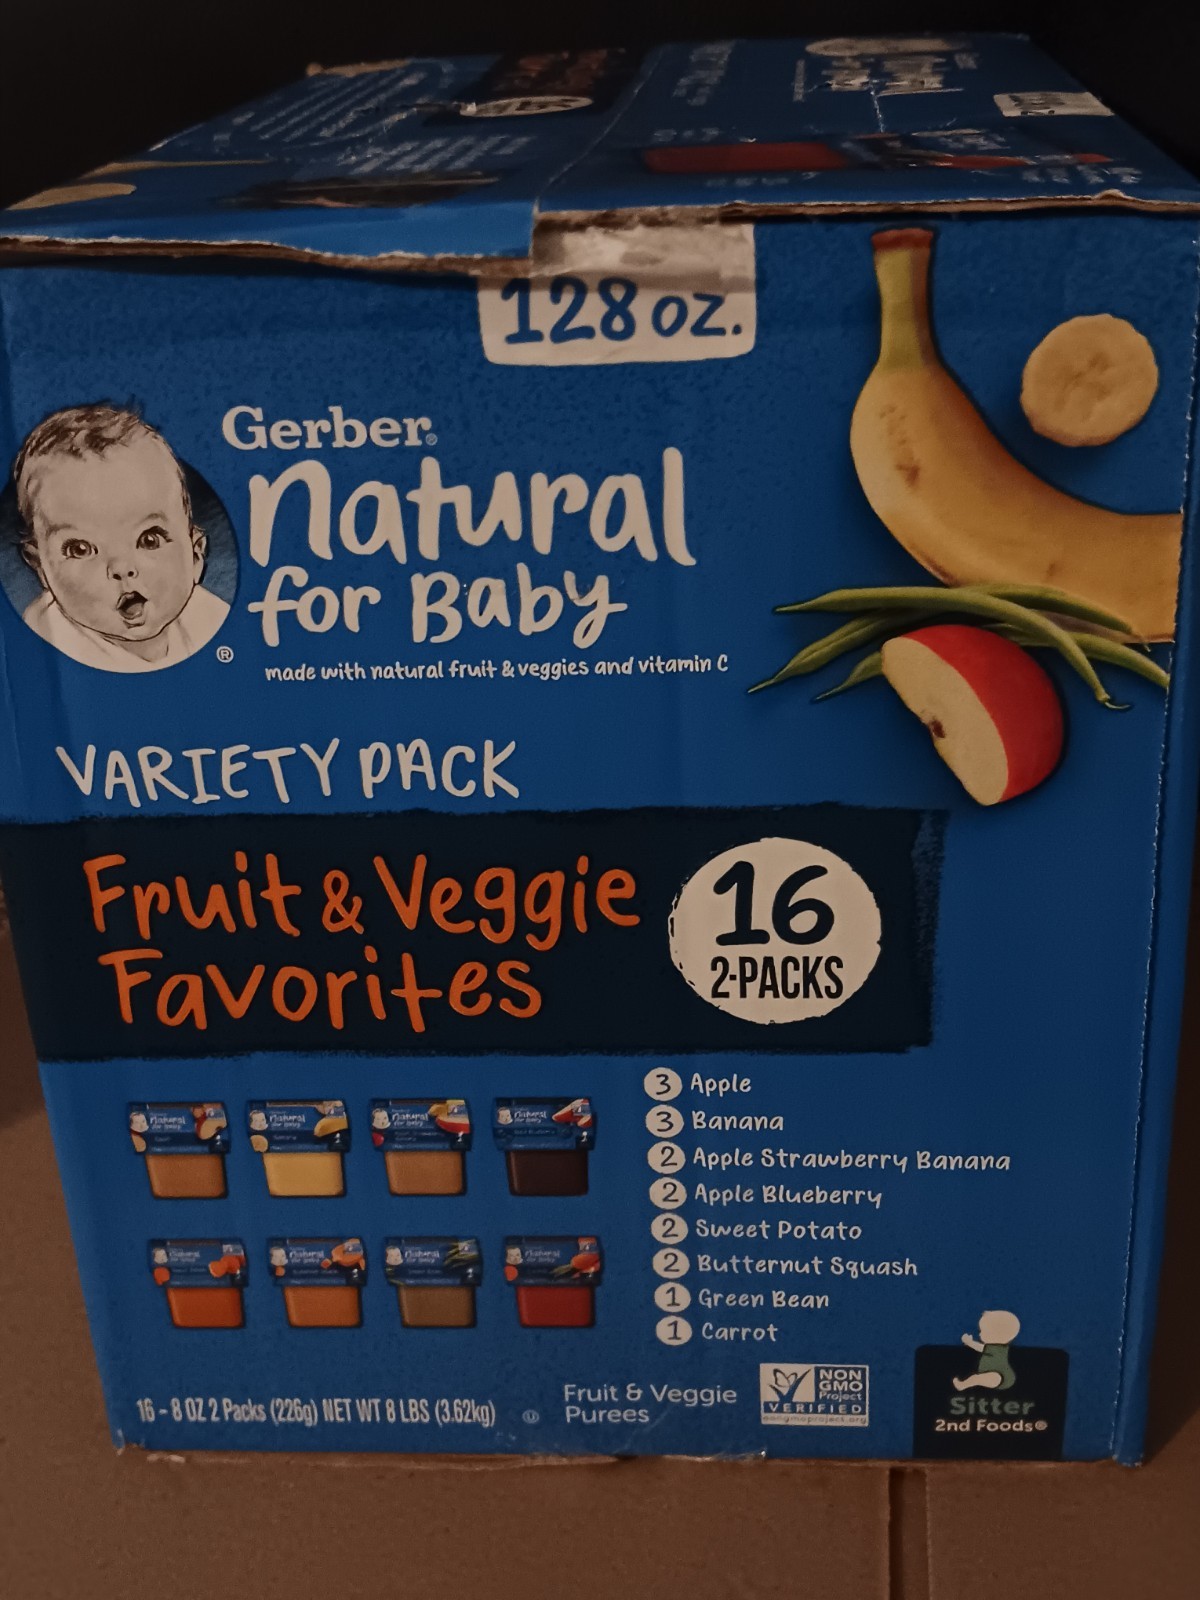 128 oz.
Gerber®
Natural
for Baby
®
made with natural fruit & veggies and vitamin C
VARIETY PACK
Fruit & Veggie
Favorites
16
2-PACKS
3 Apple
3 Banana
2 Apple Strawberry Banana
2 Apple Blueberry
2 Sweet Potato
2 Butternut Squash
1 Green Bean
1 Carrot
16 - 8 OZ 2 Packs (226g) NET WT 8 LBS (3.62kg)
Fruit & Veggie
Purees
NON
GMO
Project
VERIFIED
nongmoproject.org
Sitter
2nd Foods®